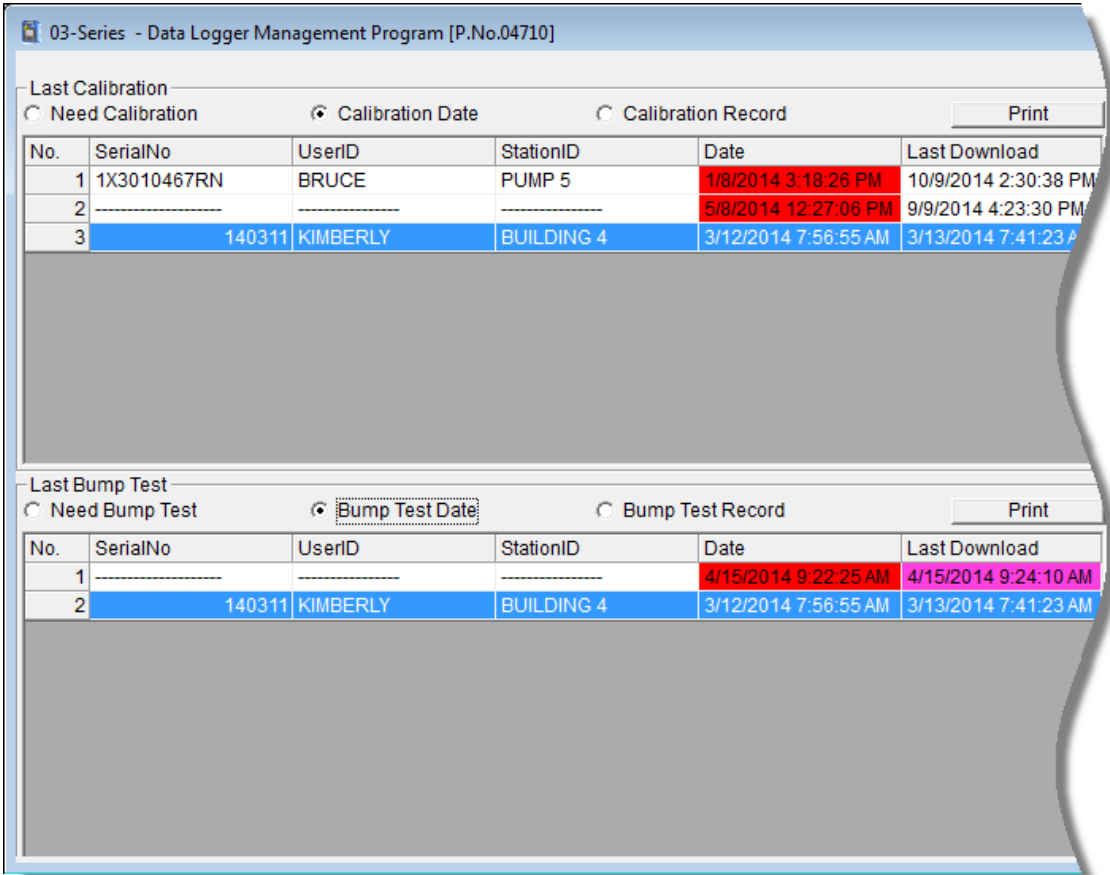 03-Series - Data Logger Management Program [P.No.04710]
Last Calibration
Need Calibration Calibration Date Calibration Record Print
No. SerialNo UserID StationID Date Last Download
1 1X3010467RN BRUCE PUMP 5 1/8/2014 3:18:26 PM 10/9/2014 2:30:38 PM
2 --------------------- ----------------- ----------------- 5/8/2014 12:27:06 PM 9/9/2014 4:23:30 PM
3 140311 KIMBERLY BUILDING 4 3/12/2014 7:56:55 AM 3/13/2014 7:41:23 A
Last Bump Test
Need Bump Test Bump Test Date Bump Test Record Print
No. SerialNo UserID StationID Date Last Download
1 --------------------- ----------------- ----------------- 4/15/2014 9:22:25 AM 4/15/2014 9:24:10 AM
2 140311 KIMBERLY BUILDING 4 3/12/2014 7:56:55 AM 3/13/2014 7:41:23 AM